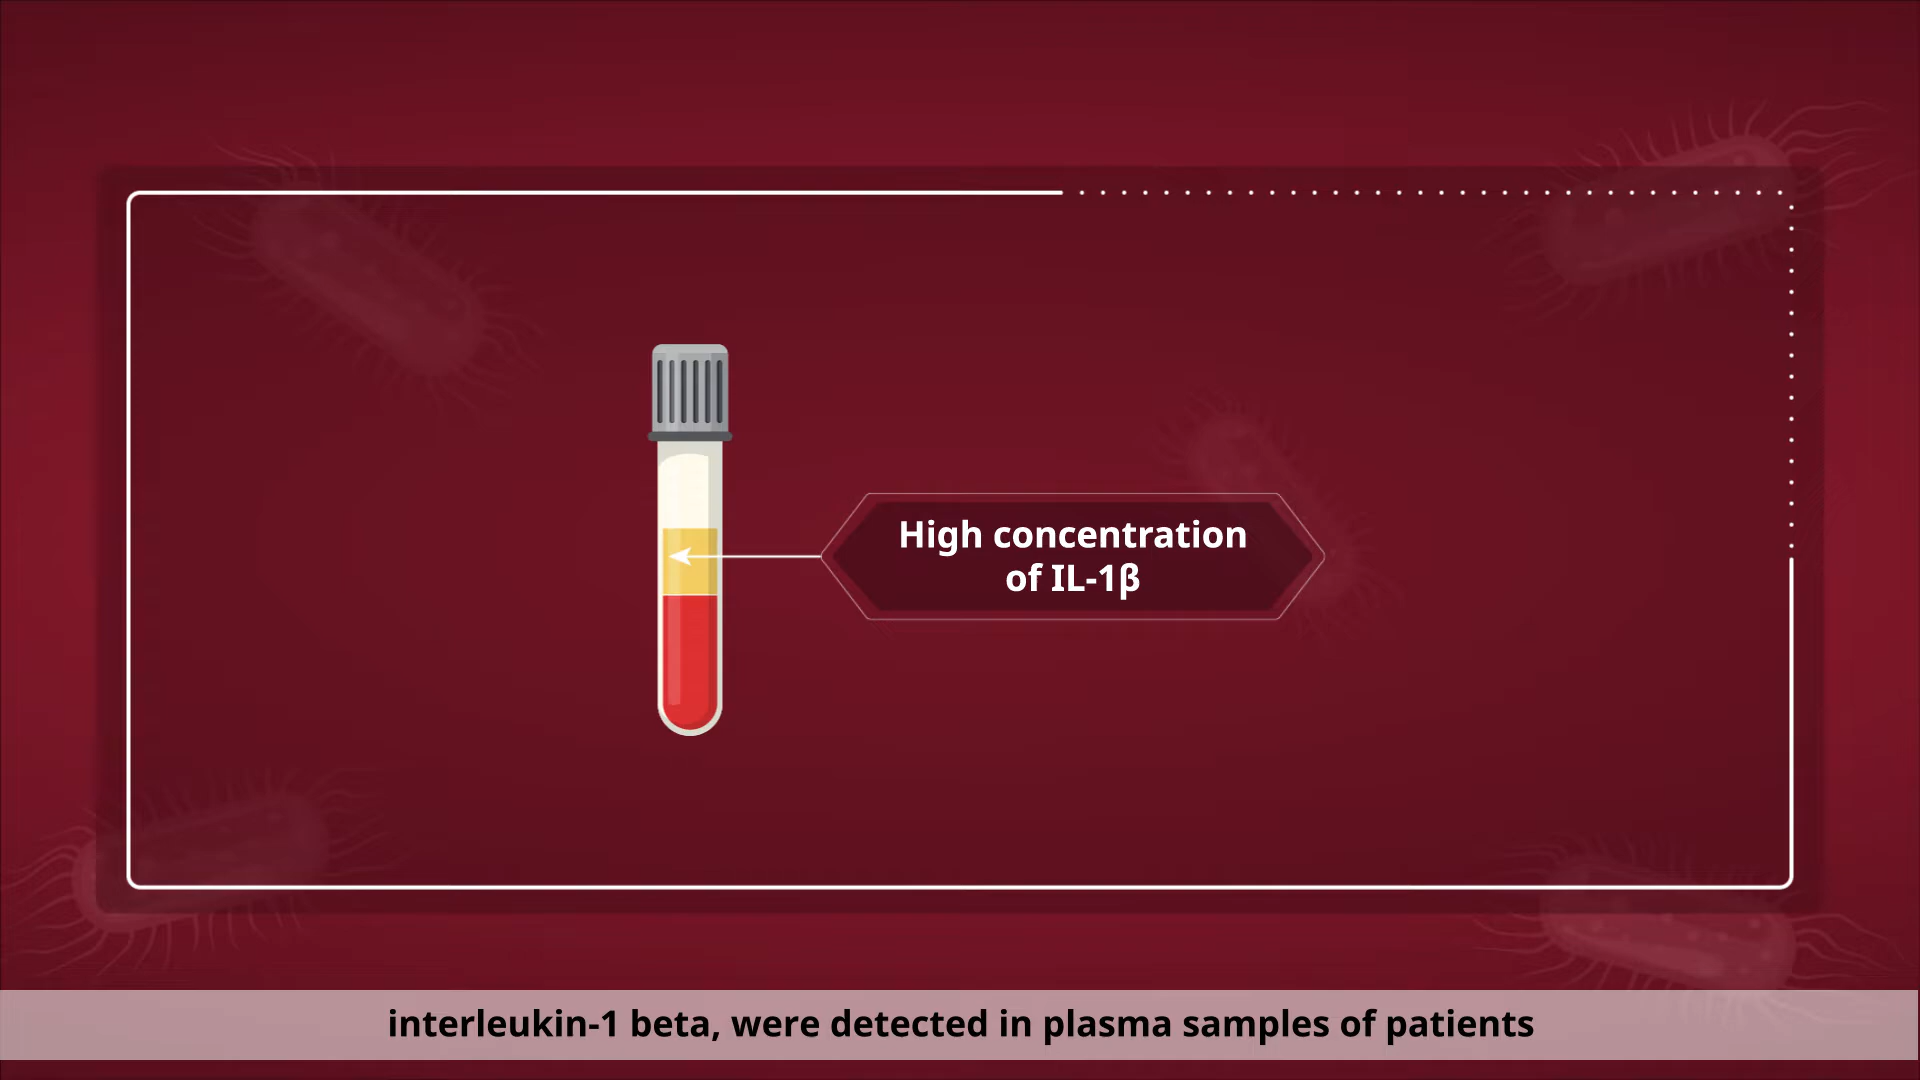 High concentration
of IL-1β
interleukin-1 beta, were detected in plasma samples of patients